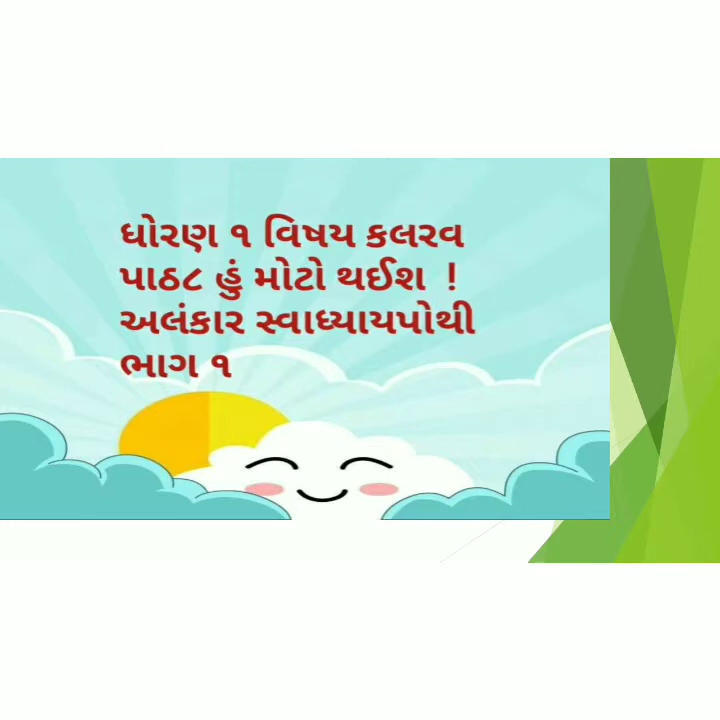 ધોરણ ૧ વિષય કલરવ
પાઠ૮ હું મોટો થઈશ !
અલંકાર સ્વાધ્યાયપોથી
ભાગ ૧